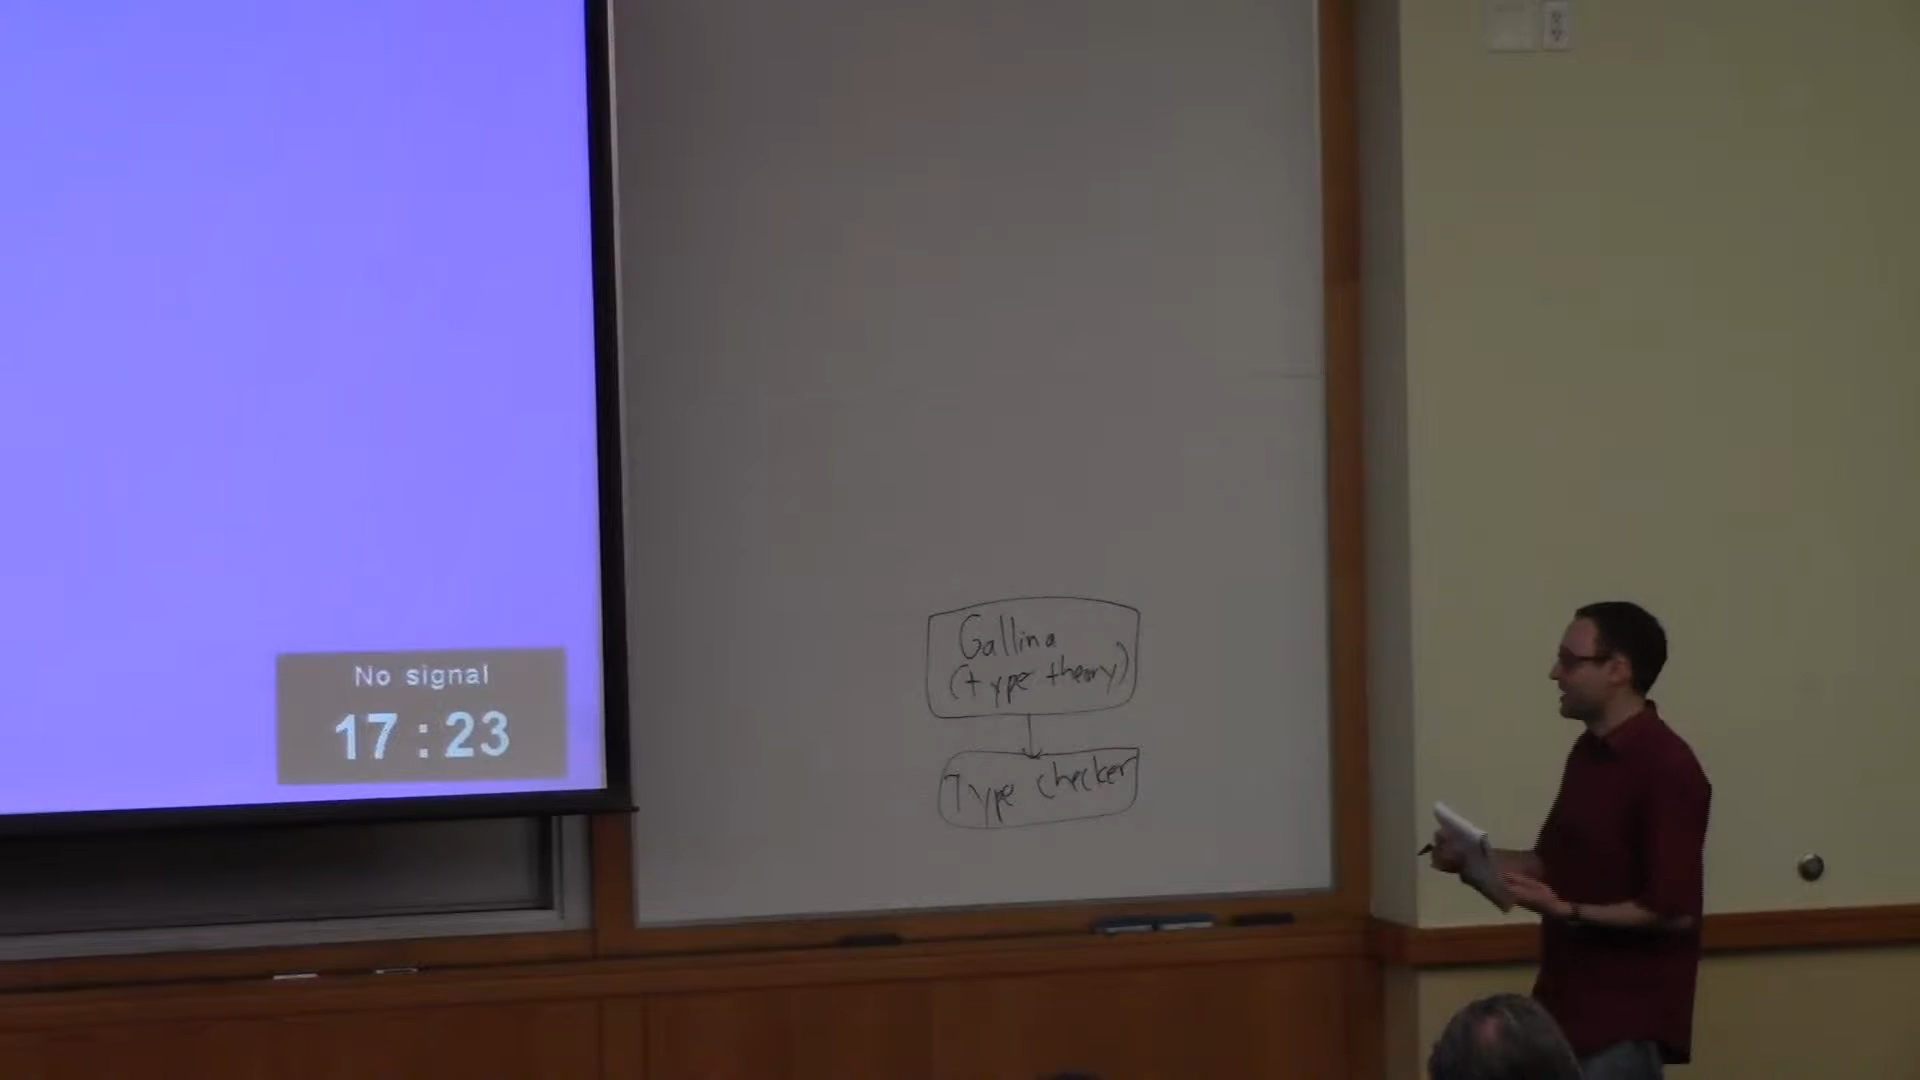 No signal
17 : 23
Gallina
(type theory)
Type checker